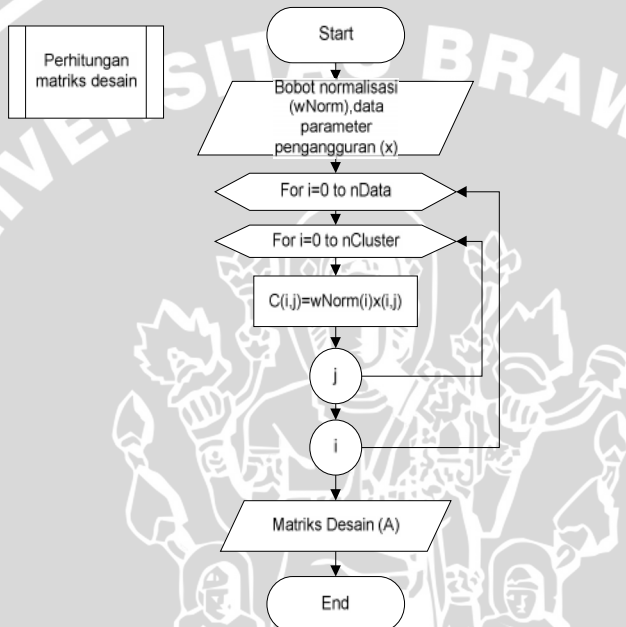 Perhitungan
matriks desain
Start
Bobot normalisasi
(wNorm),data
parameter
pengangguran (x)
For i=0 to nData
For i=0 to nCluster
C(i,j)=wNorm(i)x(i,j)
j
i
Matriks Desain (A)
End